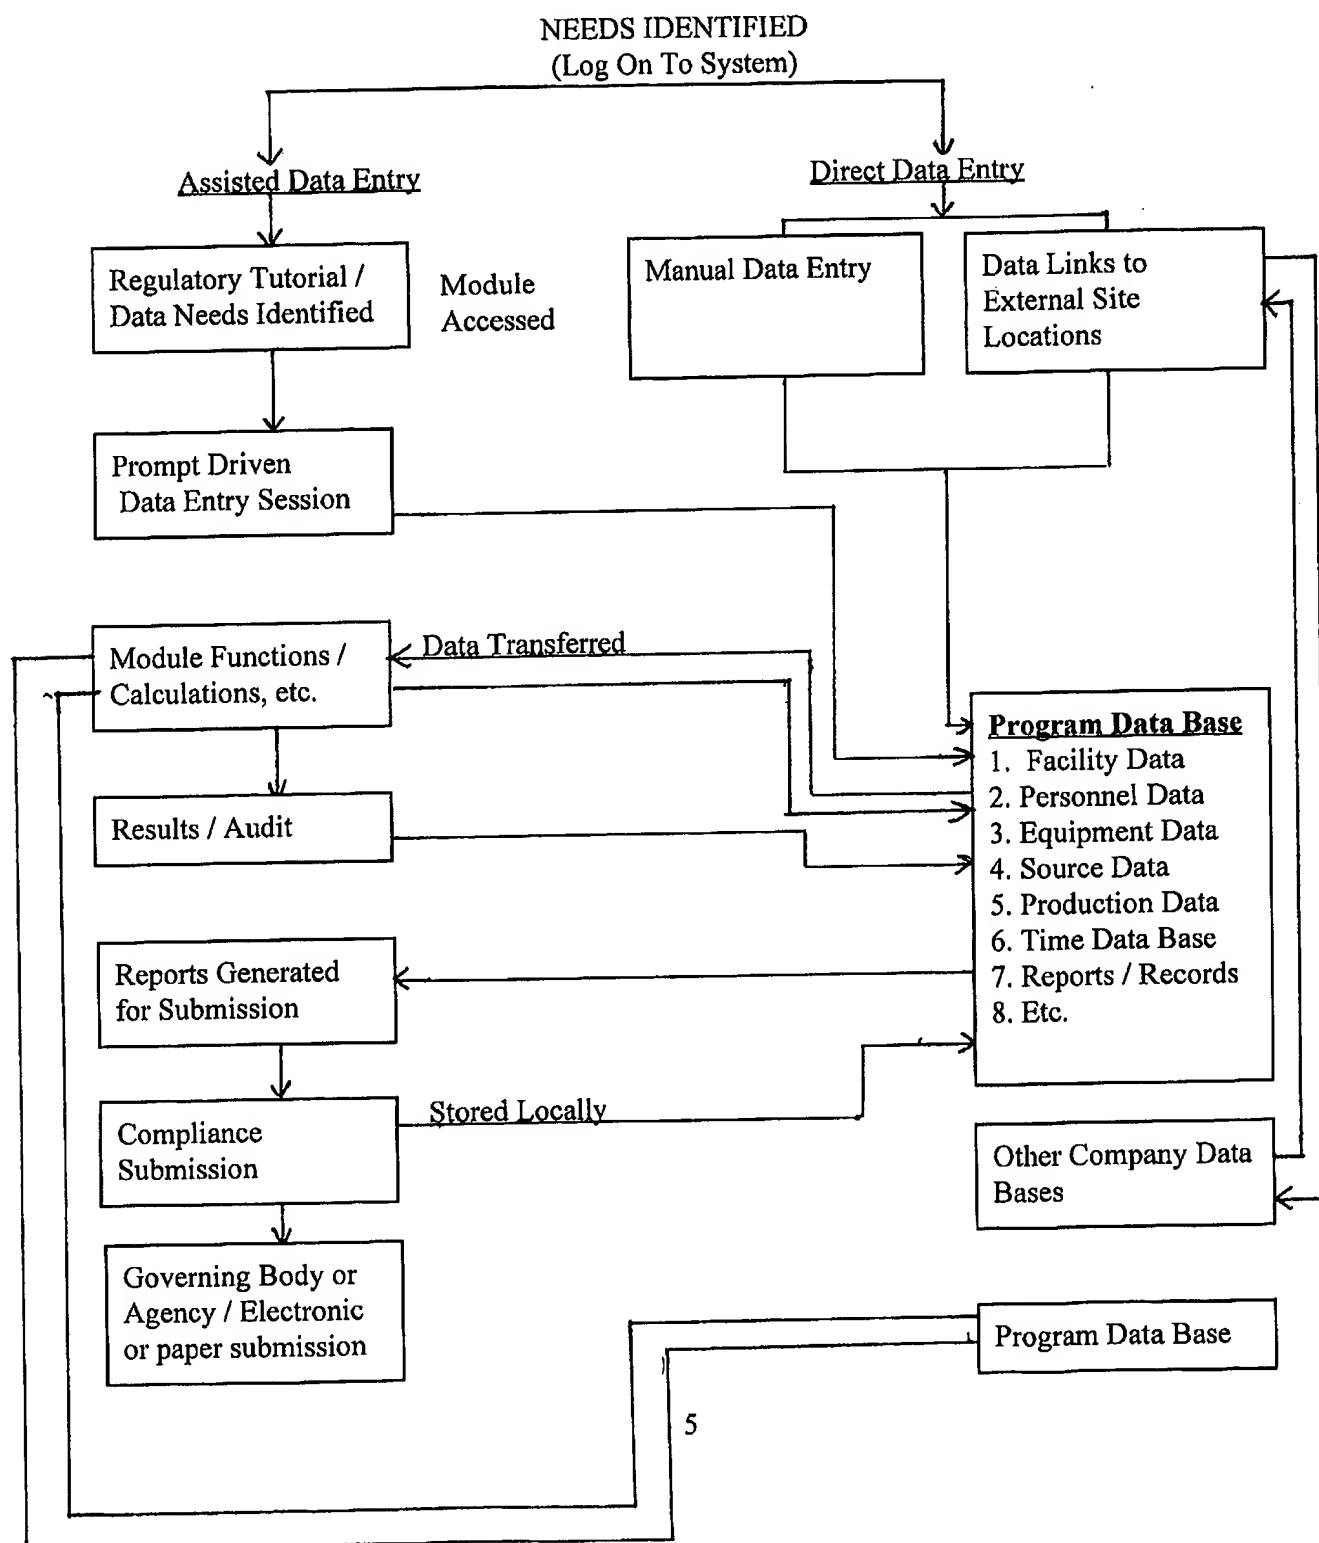 NEEDS IDENTIFIED
(Log On To System)
Assisted Data Entry
Direct Data Entry
Regulatory Tutorial /
Data Needs Identified
Module
Accessed
Manual Data Entry
Data Links to
External Site
Locations
Prompt Driven
Data Entry Session
Module Functions /
Calculations, etc.
Data Transferred
Program Data Base
1. Facility Data
2. Personnel Data
3. Equipment Data
4. Source Data
5. Production Data
6. Time Data Base
7. Reports / Records
8. Etc.
Results / Audit
Reports Generated
for Submission
Compliance
Submission
Stored Locally
Other Company Data
Bases
Governing Body or
Agency / Electronic
or paper submission
Program Data Base
5